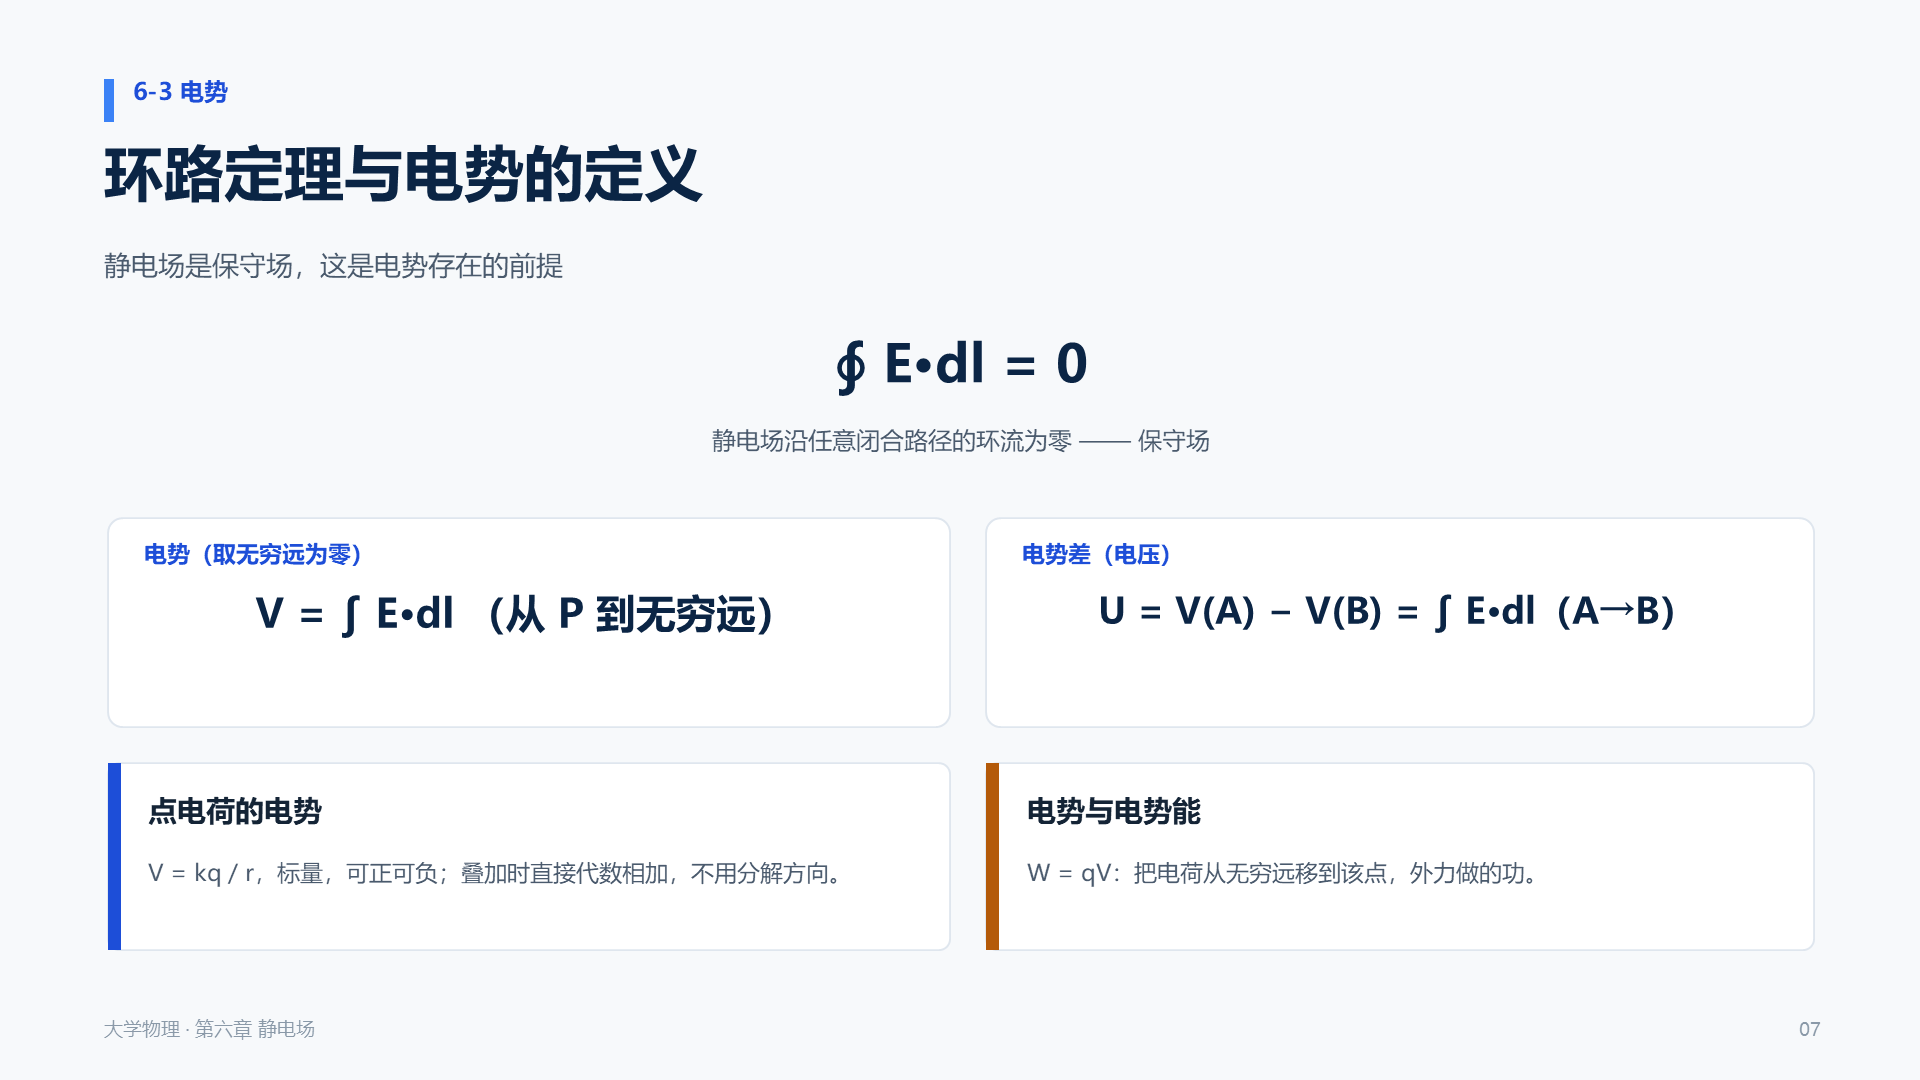 6-3 电势
环路定理与电势的定义
静电场是保守场，这是电势存在的前提
∮ E•dl = 0
静电场沿任意闭合路径的环流为零 —— 保守场
电势（取无穷远为零）
V = ∫ E•dl （从 P 到无穷远）
电势差（电压）
U = V(A) − V(B) = ∫ E•dl（A→B）
点电荷的电势
V = kq / r，标量，可正可负；叠加时直接代数相加，不用分解方向。
电势与电势能
W = qV：把电荷从无穷远移到该点，外力做的功。
大学物理 · 第六章 静电场
07